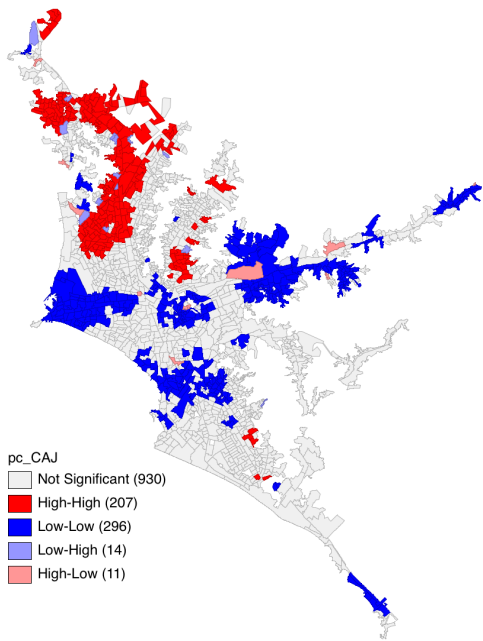 pc_CAJ
Not Significant (930)
High-High (207)
Low-Low (296)
Low-High (14)
High-Low (11)